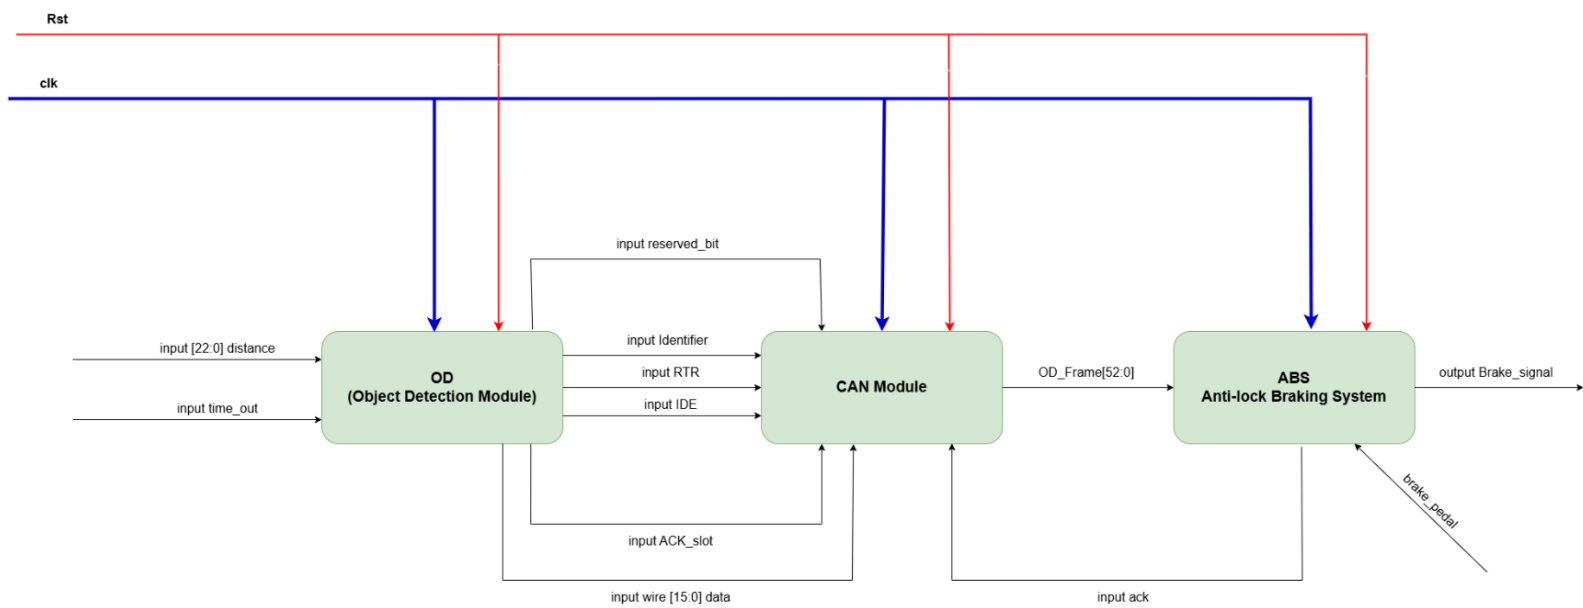 Rst
clk
input reserved_bit
input Identifier
input [22:0] distance
input RTR
OD
(Object Detection Module)
CAN Module
OD_Frame[52:0]
ABS
Anti-lock Braking System
output Brake_signal
input time_out
input IDE
brake_pedal
input ACK_slot
input wire [15:0] data
input ack